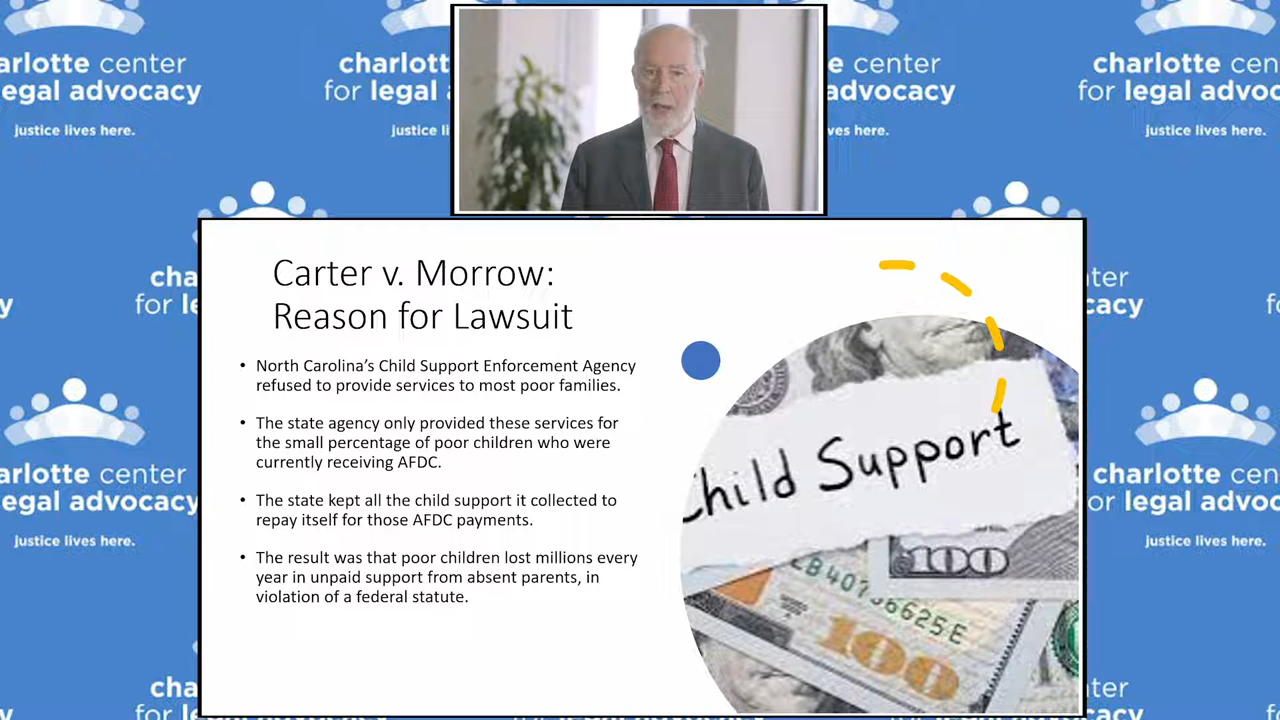 charlotte center
for legal advocacy
justice lives here.
Carter v. Morrow:
Reason for Lawsuit
• North Carolina's Child Support Enforcement Agency
refused to provide services to most poor families.
• The state agency only provided these services for
the small percentage of poor children who were
currently receiving AFDC.
• The state kept all the child support it collected to
repay itself for those AFDC payments.
• The result was that poor children lost millions every
year in unpaid support from absent parents, in
violation of a federal statute.
Child Support
100
100